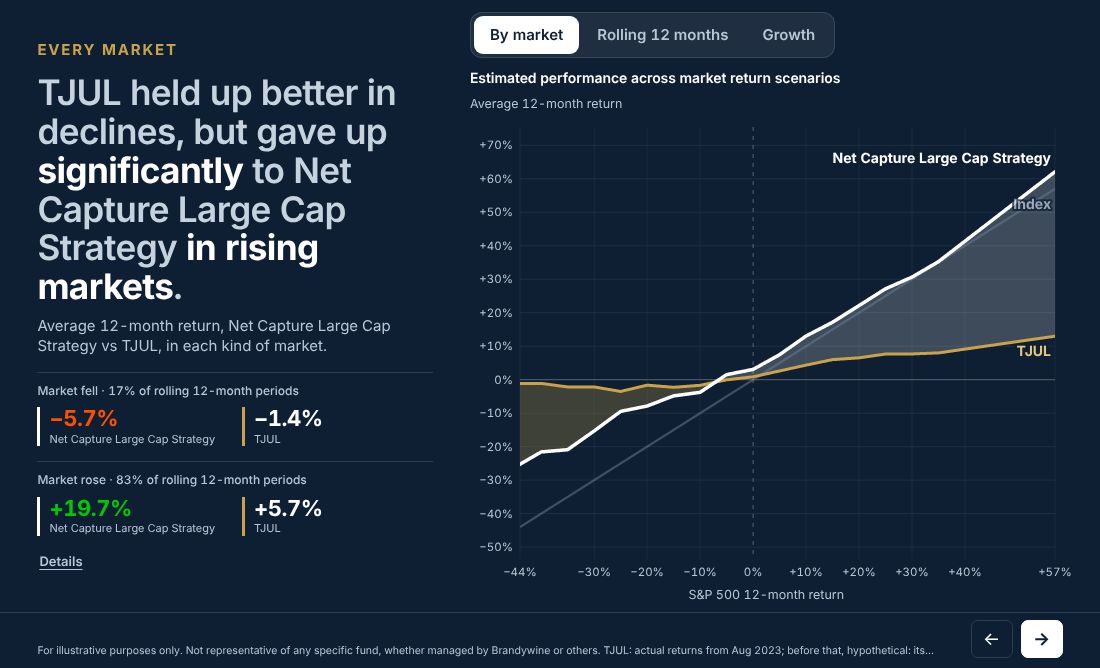 EVERY MARKET
TJUL held up better in
declines, but gave up
significantly to Net
Capture Large Cap
Strategy in rising
markets.
Average 12-month return, Net Capture Large Cap
Strategy vs TJUL, in each kind of market.
Market fell · 17% of rolling 12-month periods
−5.7%
Net Capture Large Cap Strategy
−1.4%
TJUL
Market rose · 83% of rolling 12-month periods
+19.7%
Net Capture Large Cap Strategy
+5.7%
TJUL
Details
By market
Rolling 12 months
Growth
Estimated performance across market return scenarios
Average 12-month return
+70%
+60%
+50%
+40%
+30%
+20%
+10%
0%
−10%
−20%
−30%
−40%
−50%
Net Capture Large Cap Strategy
Index
TJUL
−44%
−30%
−20%
−10%
0%
+10%
+20%
+30%
+40%
+57%
S&P 500 12-month return
For illustrative purposes only. Not representative of any specific fund, whether managed by Brandywine or others. TJUL: actual returns from Aug 2023; before that, hypothetical: its...